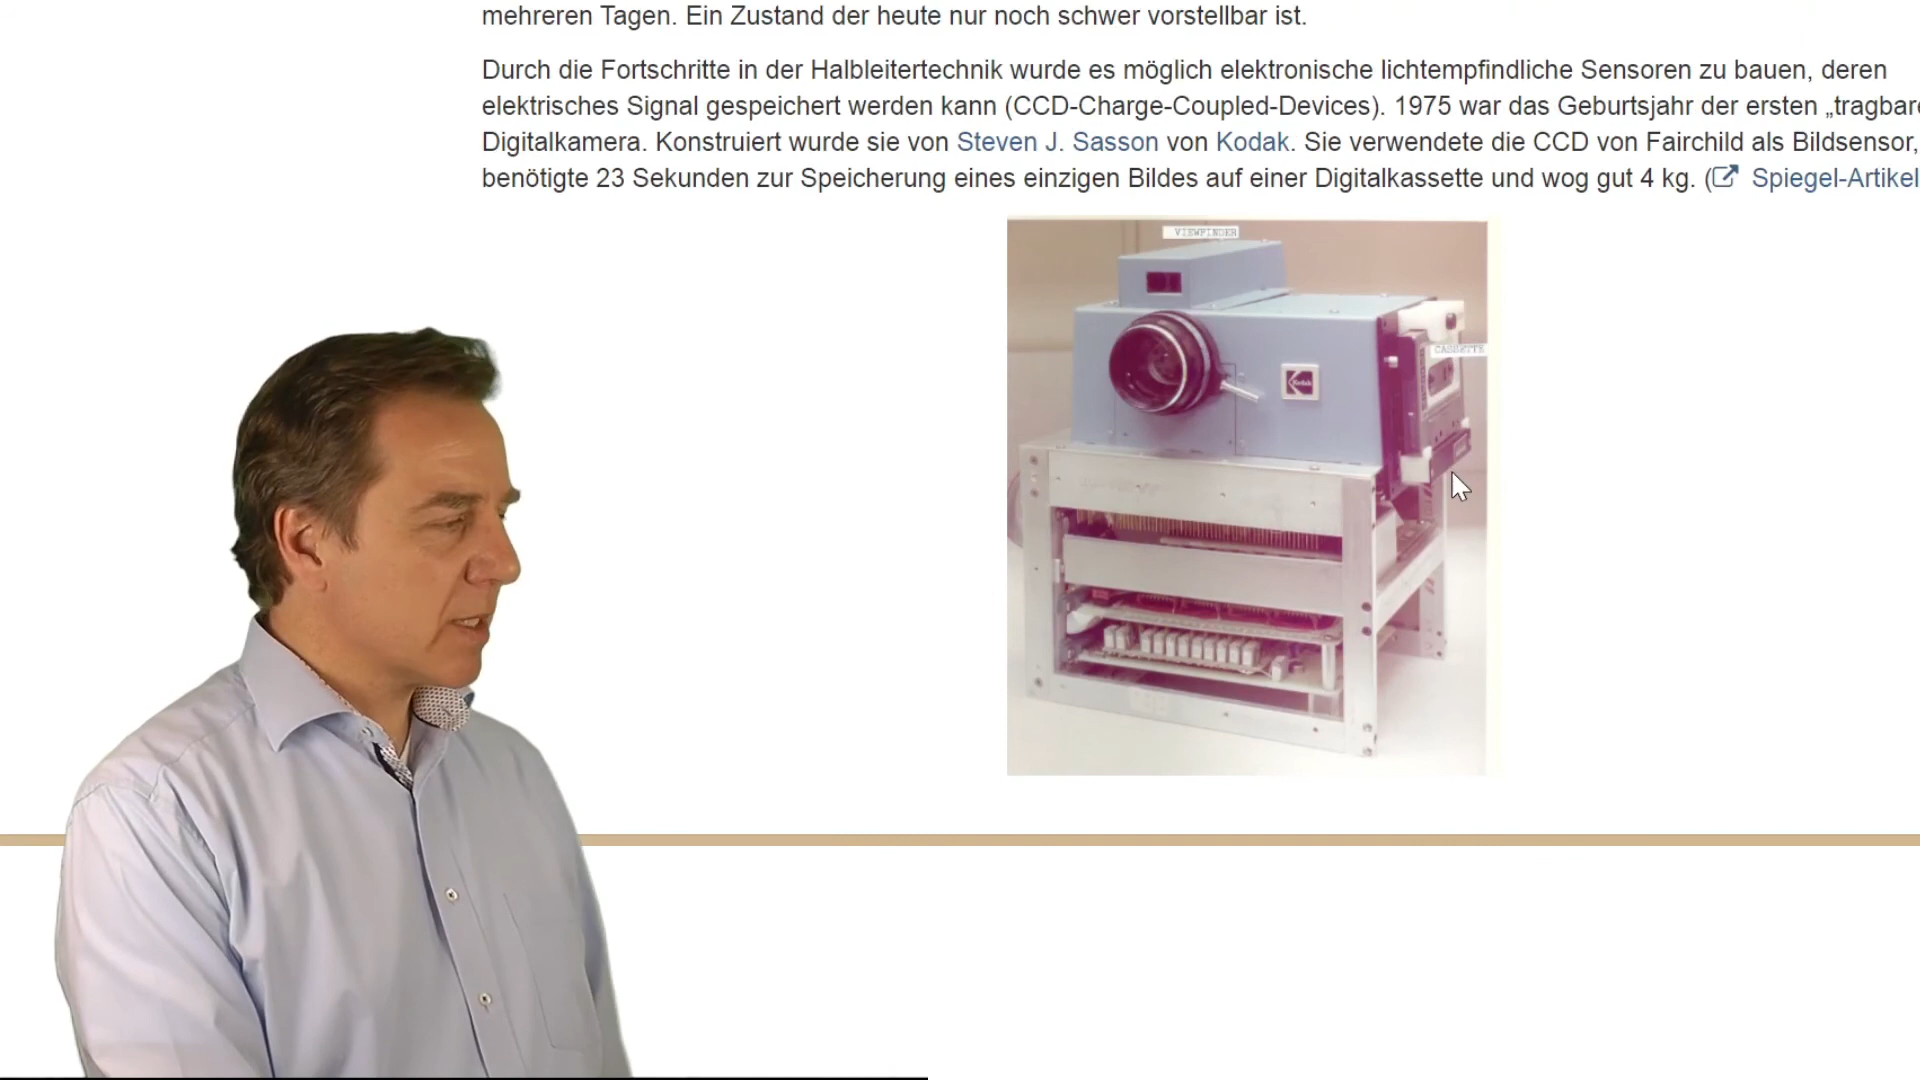 mehreren Tagen. Ein Zustand der heute nur noch schwer vorstellbar ist.
Durch die Fortschritte in der Halbleitertechnik wurde es möglich elektronische lichtempfindliche Sensoren zu bauen, deren
elektrisches Signal gespeichert werden kann (CCD-Charge-Coupled-Devices). 1975 war das Geburtsjahr der ersten „tragbare
Digitalkamera. Konstruiert wurde sie von Steven J. Sasson von Kodak. Sie verwendete die CCD von Fairchild als Bildsensor,
benötigte 23 Sekunden zur Speicherung eines einzigen Bildes auf einer Digitalkassette und wog gut 4 kg. ( Spiegel-Artikel
VIEWFINDER
CASSETTE
Kodak